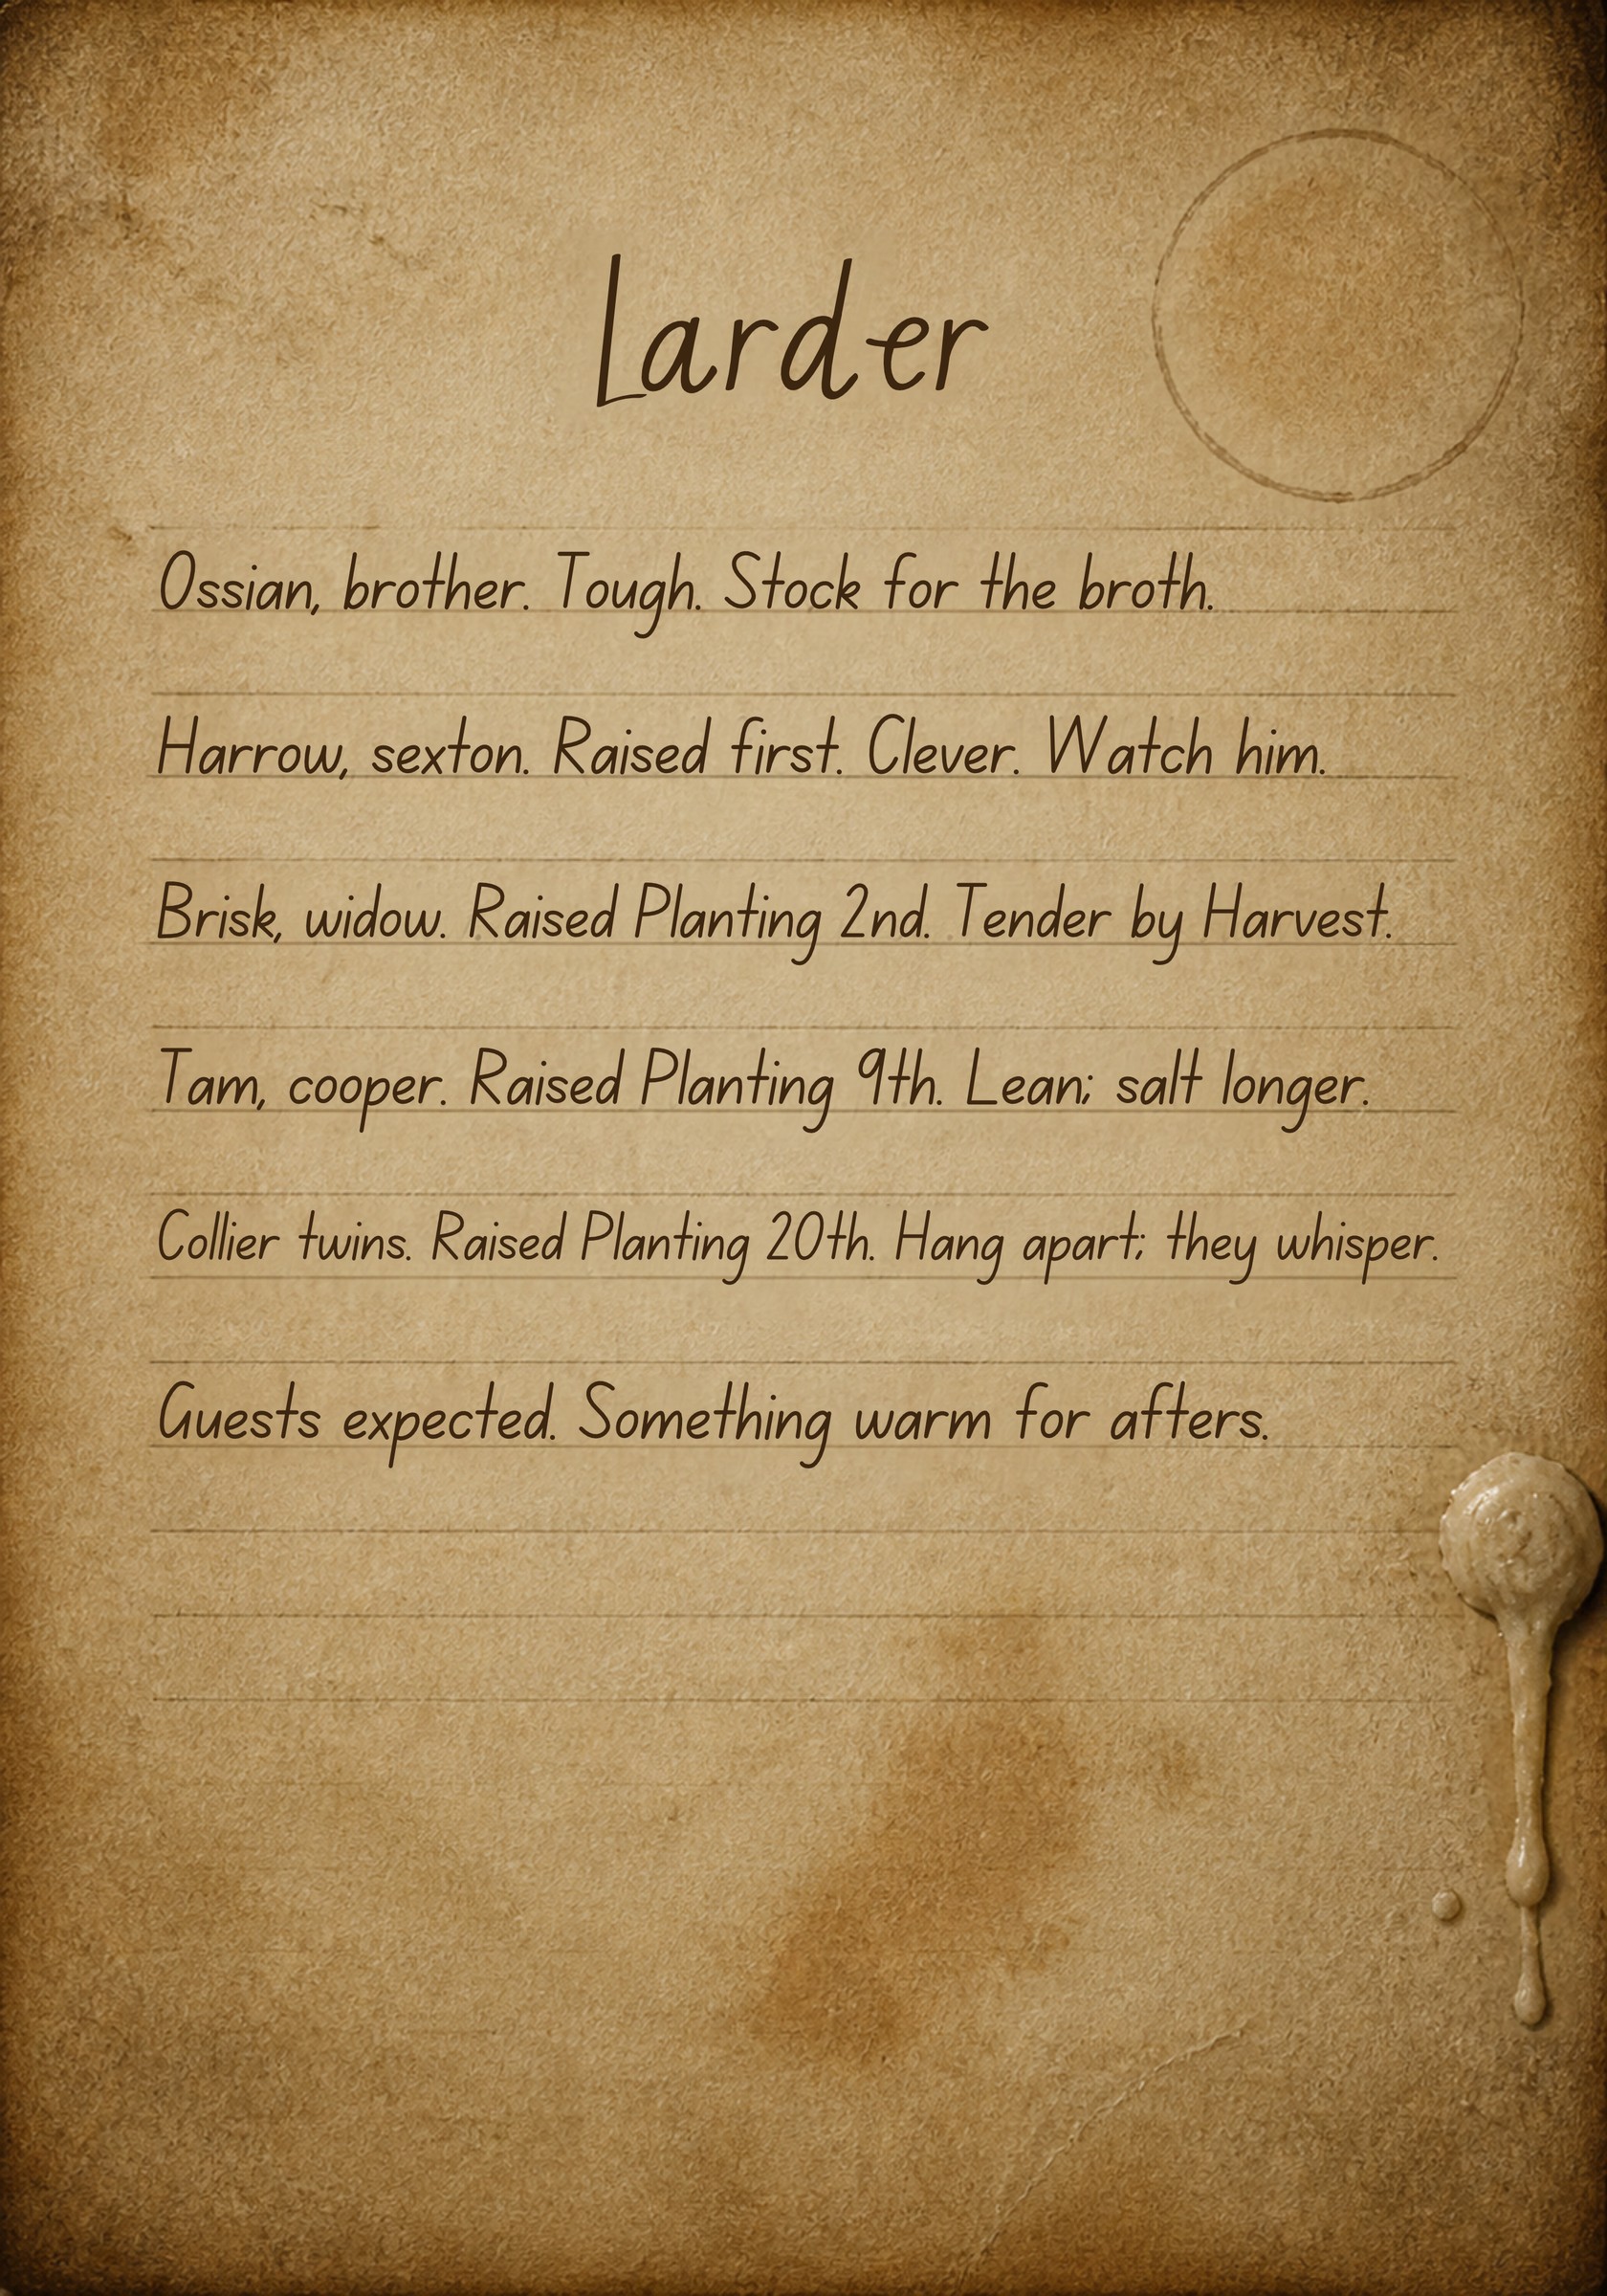 Larder
Ossian, brother. Tough. Stock for the broth.
Harrow, sexton. Raised first. Clever. Watch him.
Brisk, widow. Raised Planting 2nd. Tender by Harvest.
Tam, cooper. Raised Planting 9th. Lean; salt longer.
Collier twins. Raised Planting 20th. Hang apart; they whisper.
Guests expected. Something warm for afters.